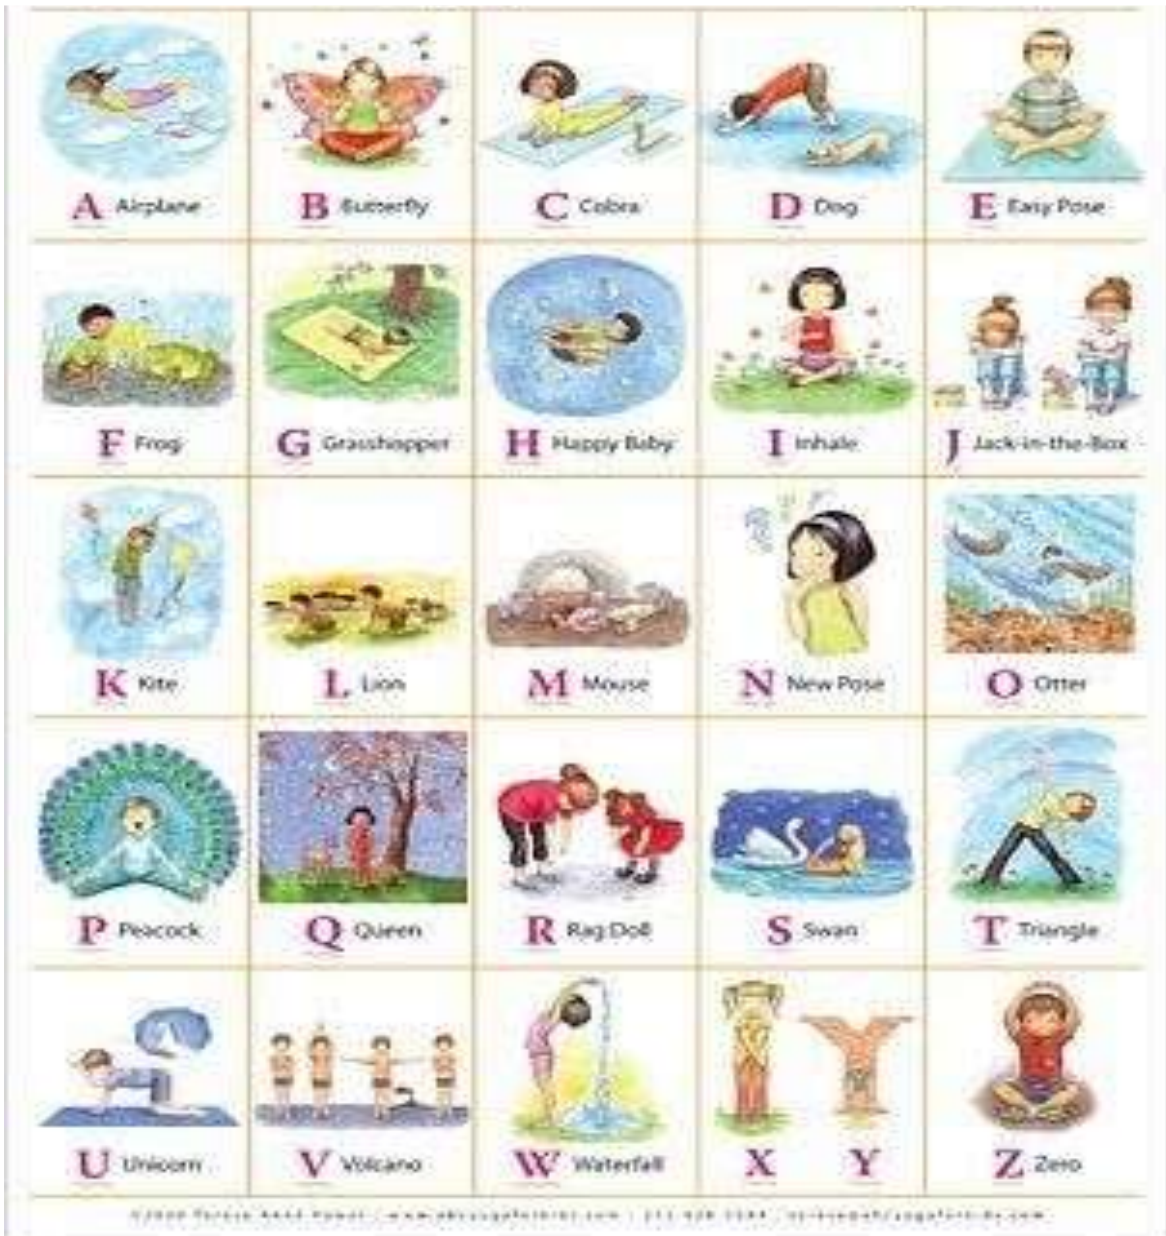 A Airplane B Butterfly C Cobra D Dog E Easy Pose
F Frog G Grasshopper H Happy Baby I Inhale J Jack-in-the-Box
K Kite L Lion M Mouse N New Pose O Otter
P Peacock Q Queen R Rag Doll S Swan T Triangle
U Unicorn V Volcano W Waterfall X Y Z Zero